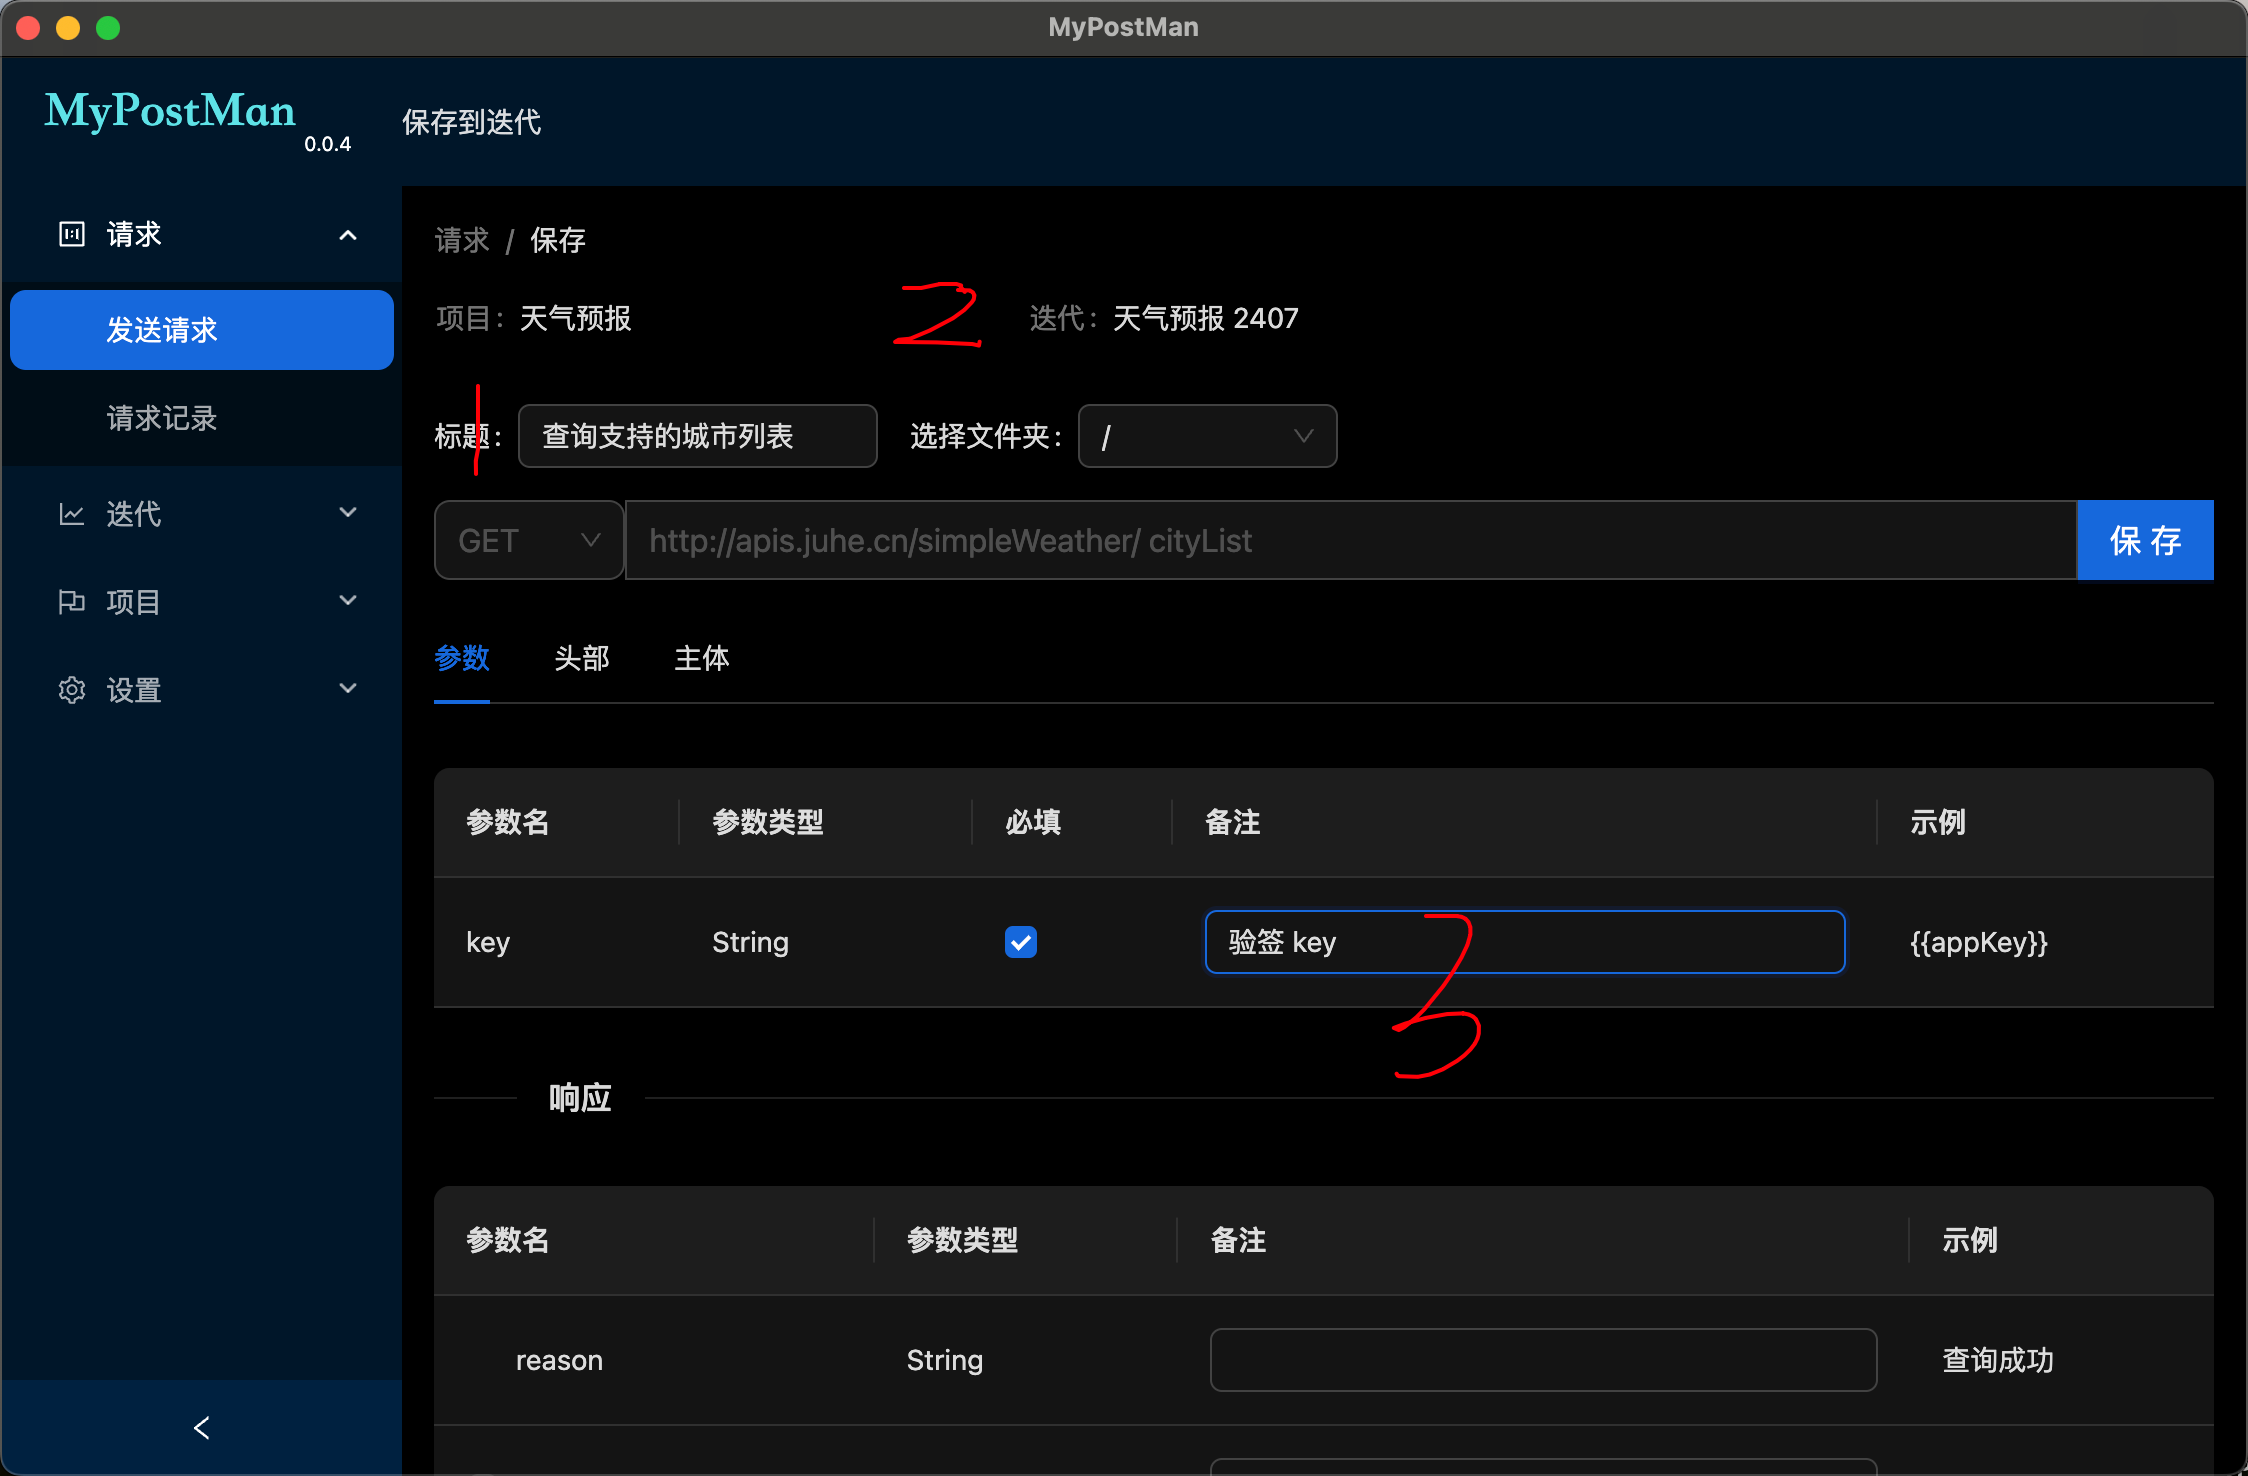 MyPostMan
MyPostMan 0.0.4
保存到迭代
请求
发送请求
请求记录
迭代
项目
设置
请求 / 保存
项目: 天气预报
2
迭代: 天气预报 2407
1
标题: 查询支持的城市列表
选择文件夹: /
GET http://apis.juhe.cn/simpleWeather/ cityList 保 存
参数 头部 主体
参数名 参数类型 必填 备注 示例
key String 验签 key {{appKey}}
3
响应
参数名 参数类型 备注 示例
reason String 查询成功